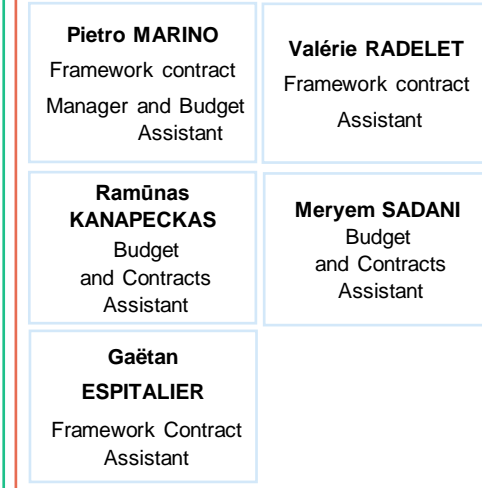 Pietro MARINO
Framework contract
Manager and Budget
Assistant
Valérie RADELET
Framework contract
Assistant
Ramūnas
KANAPECKAS
Budget
and Contracts
Assistant
Meryem SADANI
Budget
and Contracts
Assistant
Gaëtan
ESPITALIER
Framework Contract
Assistant